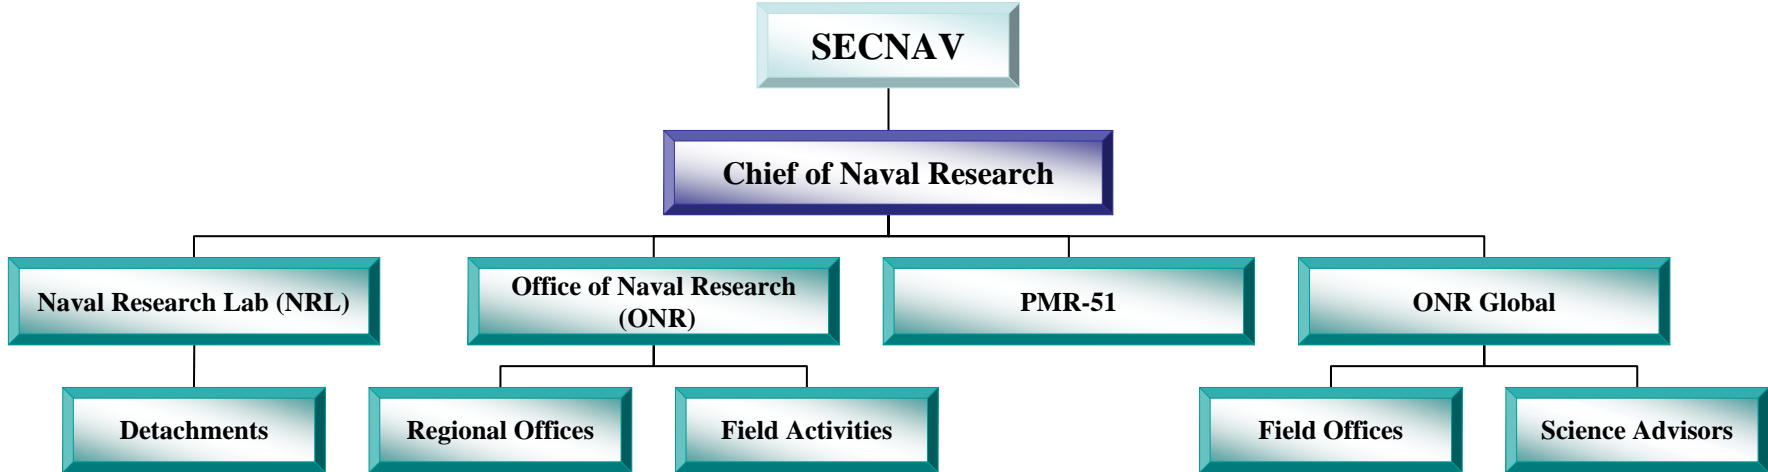 SECNAV
Chief of Naval Research
Naval Research Lab (NRL)
Office of Naval Research
(ONR)
PMR-51
ONR Global
Detachments
Regional Offices
Field Activities
Field Offices
Science Advisors